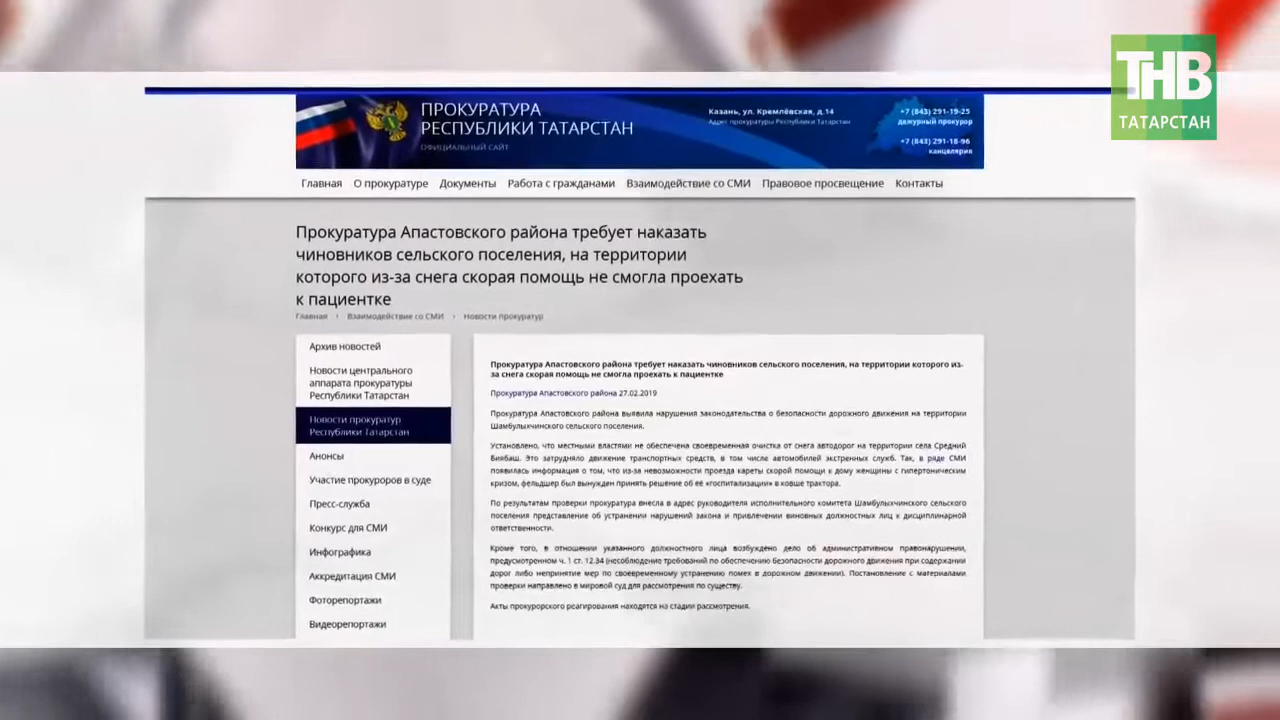 ТНВ
ТАТАРСТАН
ПРОКУРАТУРА
РЕСПУБЛИКИ ТАТАРСТАН
ОФИЦИАЛЬНЫЙ САЙТ
Казань, ул. Кремлёвская, д.14
Адрес прокуратуры Республики Татарстан
+7 (843) 291-19-25
дежурный прокурор
+7 (843) 291-18-96
канцелярия
Главная О прокуратуре Документы Работа с гражданами Взаимодействие со СМИ Правовое просвещение Контакты
Прокуратура Апастовского района требует наказать
чиновников сельского поселения, на территории
которого из-за снега скорая помощь не смогла проехать
к пациентке
Главная › Взаимодействие со СМИ › Новости прокуратур
Архив новостей
Новости центрального
аппарата прокуратуры
Республики Татарстан
Новости прокуратур
Республики Татарстан
Анонсы
Участие прокуроров в суде
Пресс-служба
Конкурс для СМИ
Инфографика
Аккредитация СМИ
Фоторепортажи
Видеорепортажи
Прокуратура Апастовского района требует наказать чиновников сельского поселения, на территории которого из-
за снега скорая помощь не смогла проехать к пациентке
Прокуратура Апастовского района 27.02.2019
Прокуратура Апастовского района выявила нарушения законодательства о безопасности дорожного движения на территории
Шамбулыхчинского сельского поселения.
Установлено, что местными властями не обеспечена своевременная очистка от снега автодорог на территории села Средний
Биябаш. Это затрудняло движение транспортных средств, в том числе автомобилей экстренных служб. Так, в ряде СМИ
появилась информация о том, что из-за невозможности проезда кареты скорой помощи к дому женщины с гипертоническим
кризом, фельдшер был вынужден принять решение об её «госпитализации» в ковше трактора.
По результатам проверки прокуратура внесла в адрес руководителя исполнительного комитета Шамбулыхчинского сельского
поселения представление об устранении нарушений закона и привлечении виновных должностных лиц к дисциплинарной
ответственности.
Кроме того, в отношении указанного должностного лица возбуждено дело об административном правонарушении,
предусмотренном ч. 1 ст. 12.34 (несоблюдение требований по обеспечению безопасности дорожного движения при содержании
дорог либо непринятие мер по своевременному устранению помех в дорожном движении). Постановление с материалами
проверки направлено в мировой суд для рассмотрения по существу.
Акты прокурорского реагирования находятся на стадии рассмотрения.